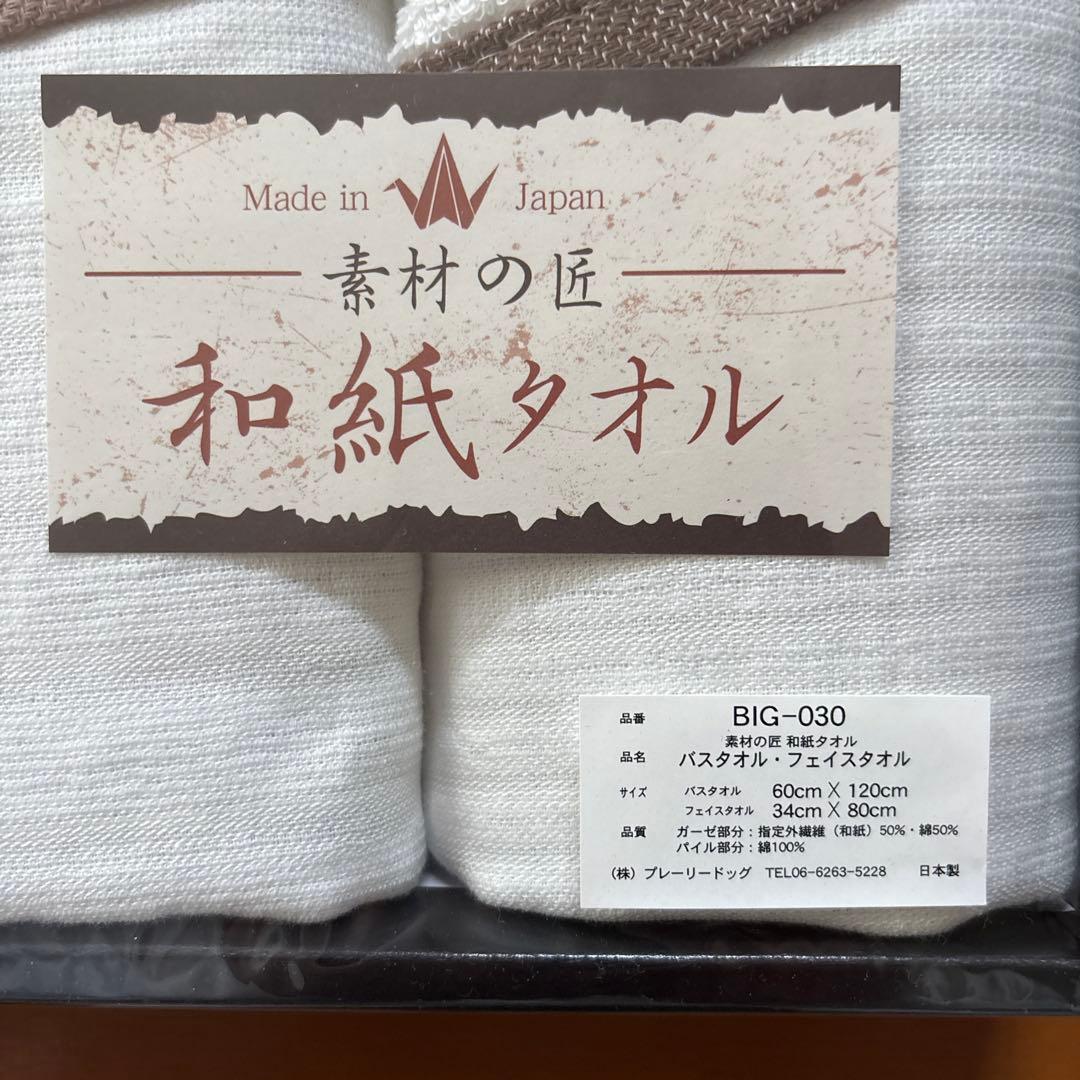 Made in Japan
素材の匠
和紙タオル
品番 BIG-030
素材の匠 和紙タオル
品名 バスタオル・フェイスタオル
サイズ バスタオル 60cm X 120cm
フェイスタオル 34cm X 80cm
品質 ガーゼ部分:指定外繊維(和紙)50%・綿50%
パイル部分:綿100%
(株)プレーリードッグ TEL06-6263-5228 日本製